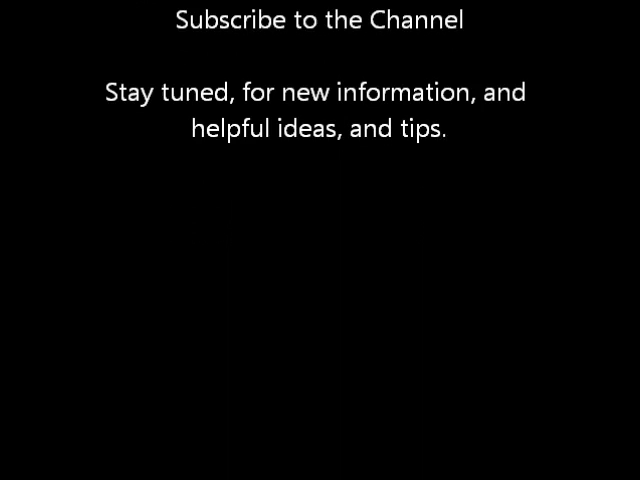 Subscribe to the Channel
Stay tuned, for new information, and
helpful ideas, and tips.